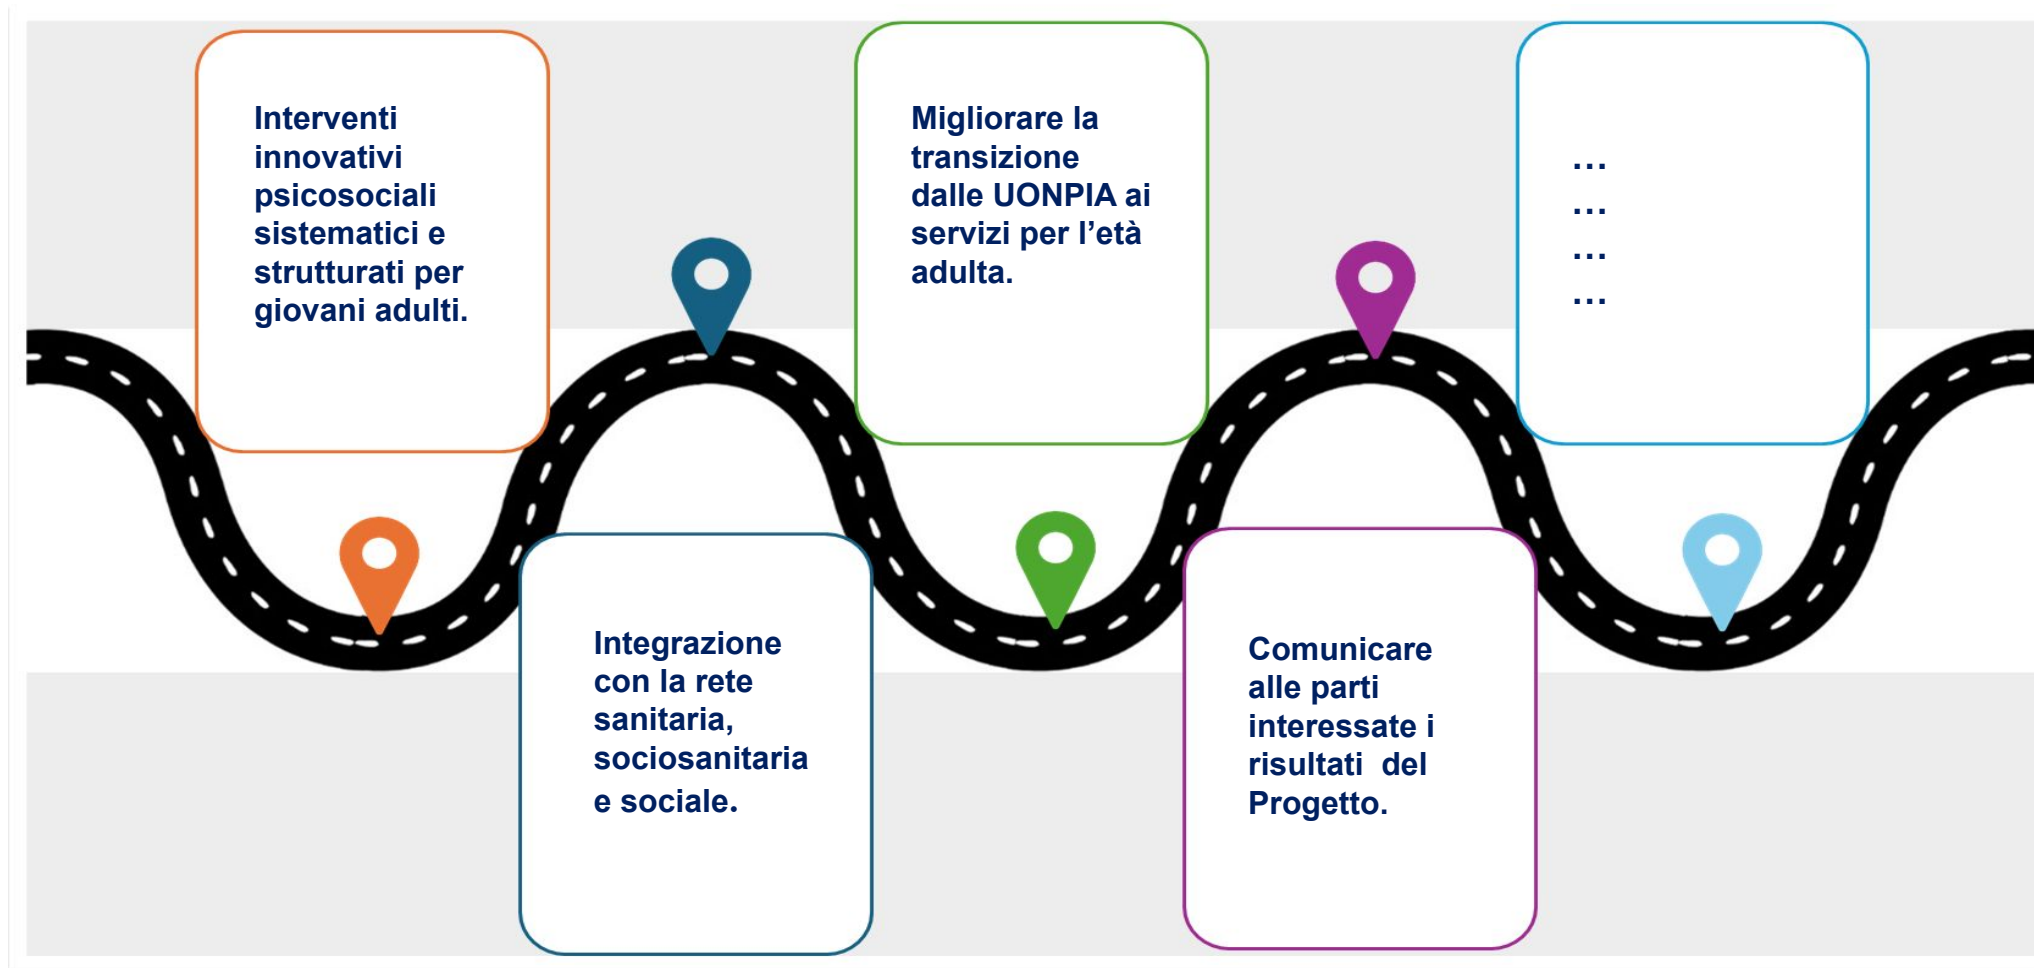 Interventi
innovativi
psicosociali
sistematici e
strutturati per
giovani adulti.
Integrazione
con la rete
sanitaria,
sociosanitaria
e sociale.
Migliorare la
transizione
dalle UONPIA ai
servizi per l’età
adulta.
Comunicare
alle parti
interessate i
risultati  del
Progetto.
…
…
…
…